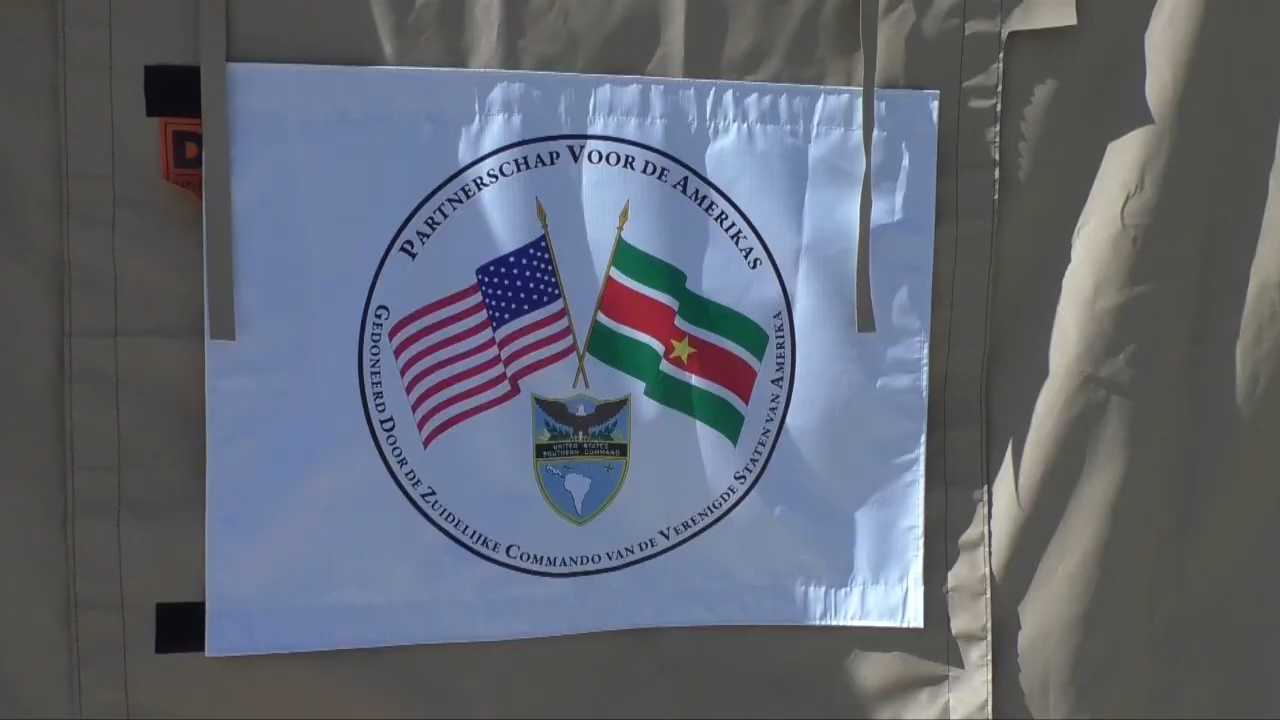 PARTNERSCHAP VOOR DE AMERIKAS
UNITED STATES
SOUTHERN COMMAND
GEDONEERD DOOR DE ZUIDELIJKE COMMANDO VAN DE VERENIGDE STATEN VAN AMERIKA